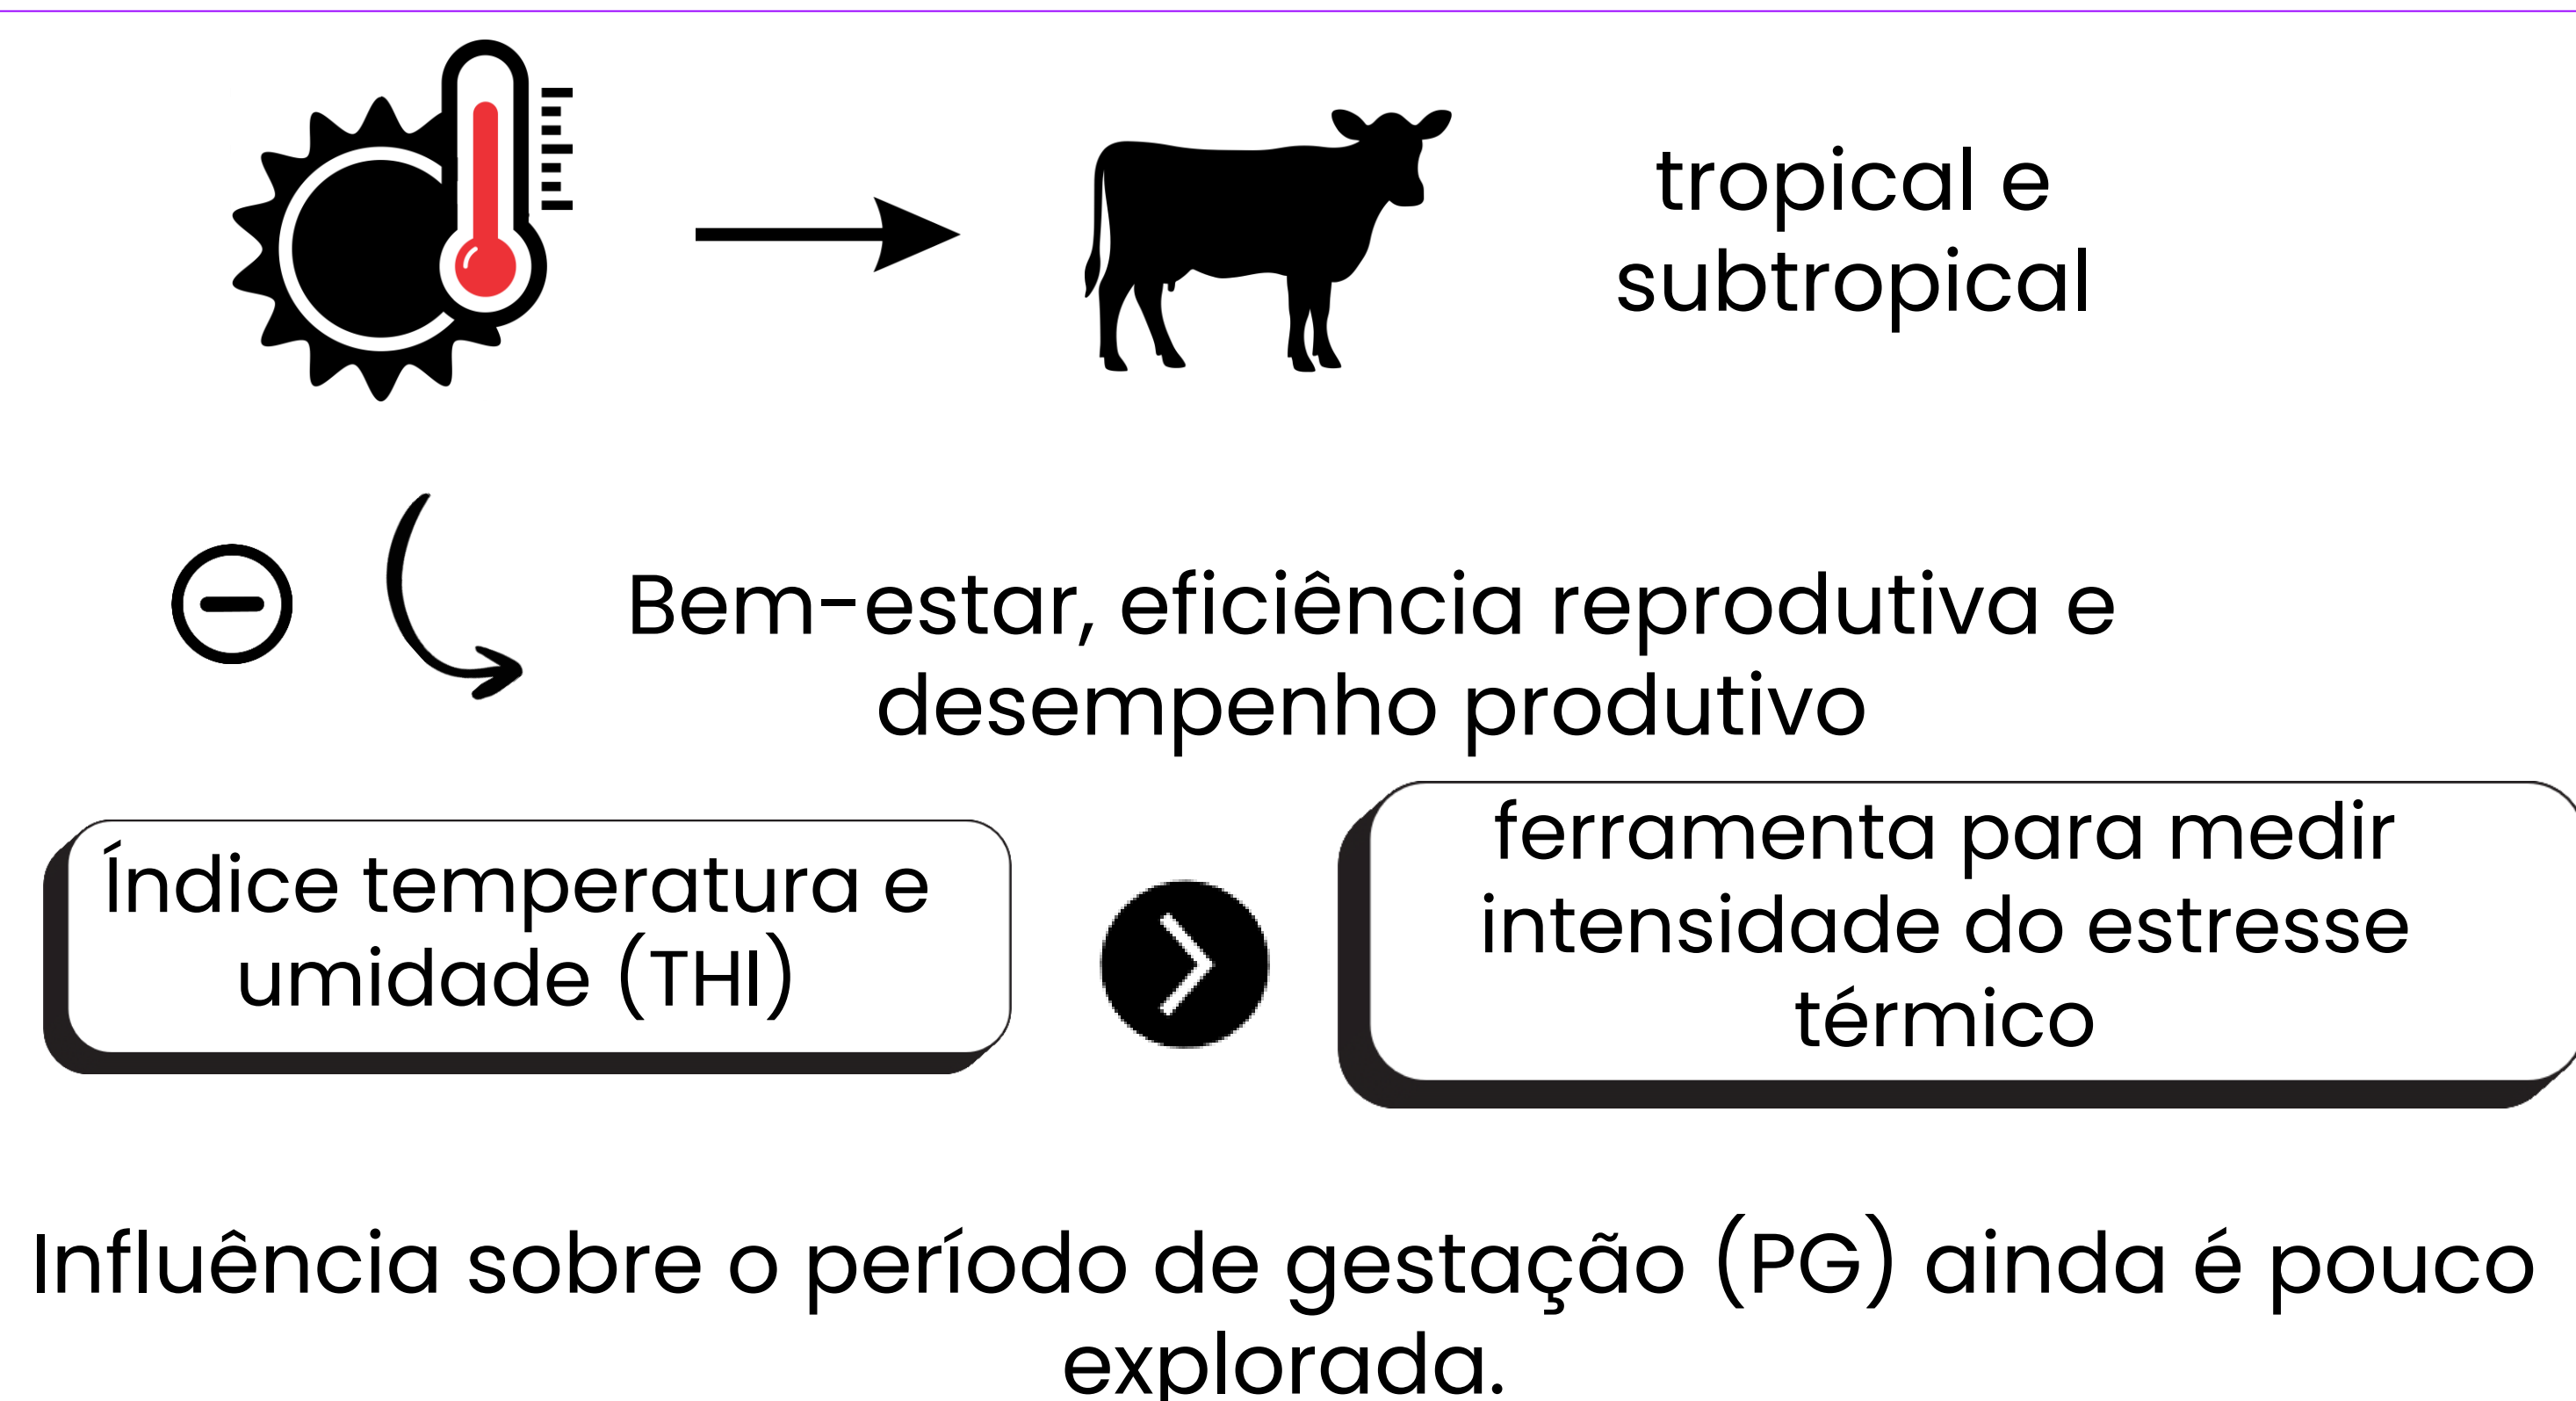 tropical e
subtropical
Bem-estar, eficiência reprodutiva e
desempenho produtivo
Índice temperatura e
umidade (THI)
ferramenta para medir
intensidade do estresse
térmico
Influência sobre o período de gestação (PG) ainda é pouco
explorada.